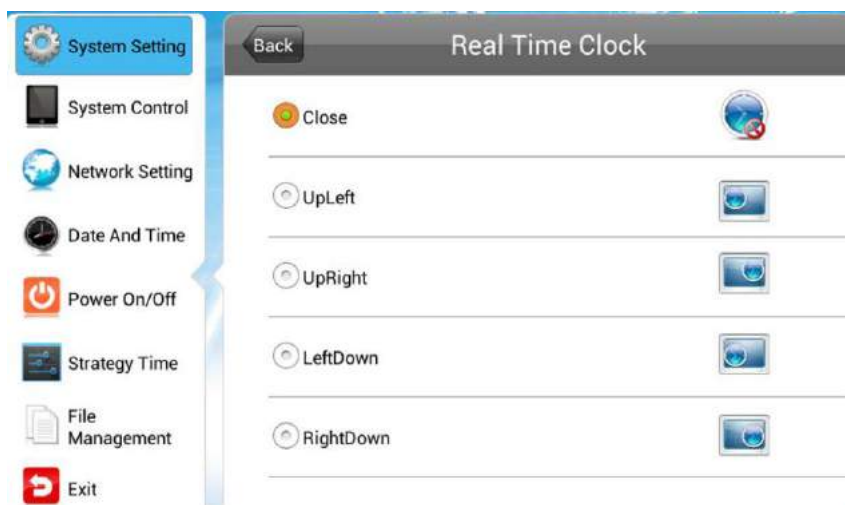 System Setting
System Control
Network Setting
Date And Time
Power On/Off
Strategy Time
File
Management
Exit
Back
Real Time Clock
Close
UpLeft
UpRight
LeftDown
RightDown